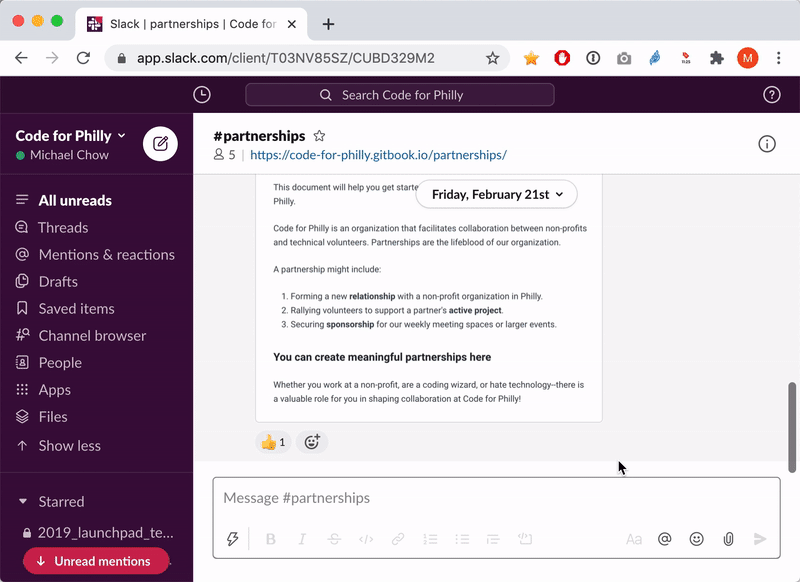 Slack | partnerships | Code for
app.slack.com/client/T03NV85SZ/CUBD329M2
M
Search Code for Philly
Code for Philly
Michael Chow
All unreads
Threads
Mentions & reactions
Drafts
Saved items
Channel browser
People
Apps
Files
Show less
Starred
2019_launchpad_te...
Unread mentions
#partnerships
5 | https://code-for-philly.gitbook.io/partnerships/
Friday, February 21st
This document will help you get starte
Philly.
Code for Philly is an organization that facilitates collaboration between non-profits
and technical volunteers. Partnerships are the lifeblood of our organization.
A partnership might include:
1. Forming a new relationship with a non-profit organization in Philly.
2. Rallying volunteers to support a partner's active project.
3. Securing sponsorship for our weekly meeting spaces or larger events.
You can create meaningful partnerships here
Whether you work at a non-profit, are a coding wizard, or hate technology--there is
a valuable role for you in shaping collaboration at Code for Philly!
1
Message #partnerships
B I S </>
Aa @